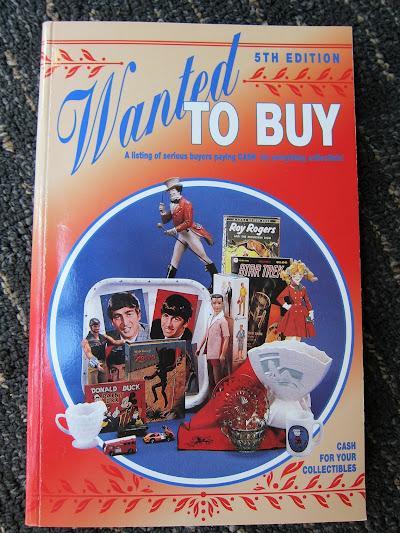 5TH EDITION
Wanted
TO BUY
A listing of serious buyers paying CASH for everything collectible!
Roy Rogers
STAR TREK
DONALD DUCK
CASH
FOR YOUR
COLLECTIBLES